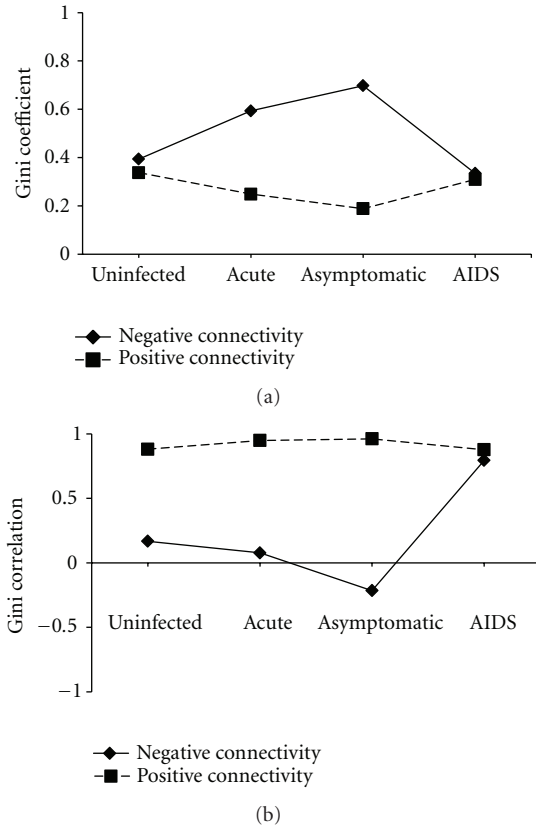 1
0.8
0.6
0.4
0.2
0
Gini coefficient
Uninfected Acute Asymptomatic AIDS
Negative connectivity
Positive connectivity
(a)
1
0.5
0
−0.5
−1
Gini correlation
Uninfected Acute Asymptomatic AIDS
Negative connectivity
Positive connectivity
(b)